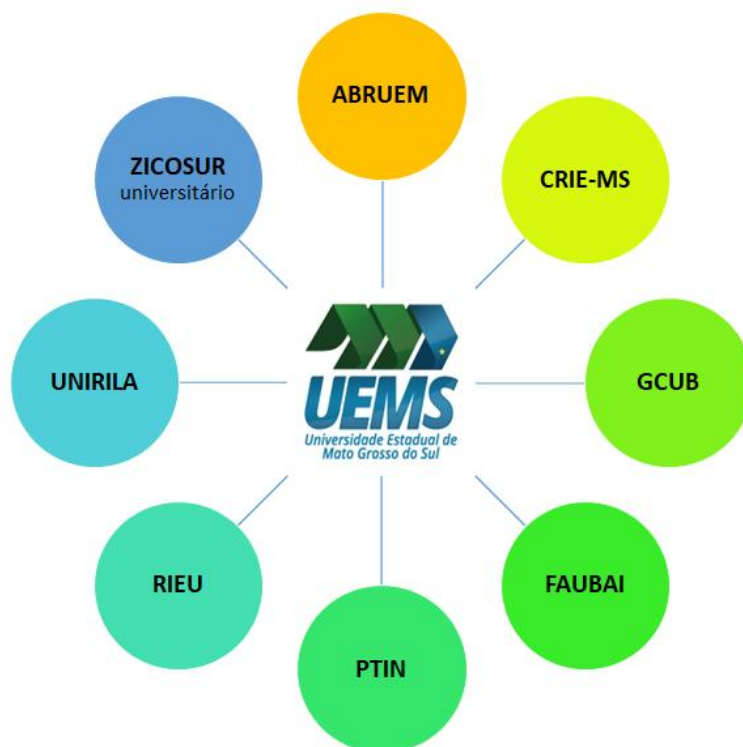 ABRUEM
ZICOSUR
universitário
CRIE-MS
UNIRILA
UEMS
Universidade Estadual de
Mato Grosso do Sul
GCUB
RIEU
FAUBAI
PTIN